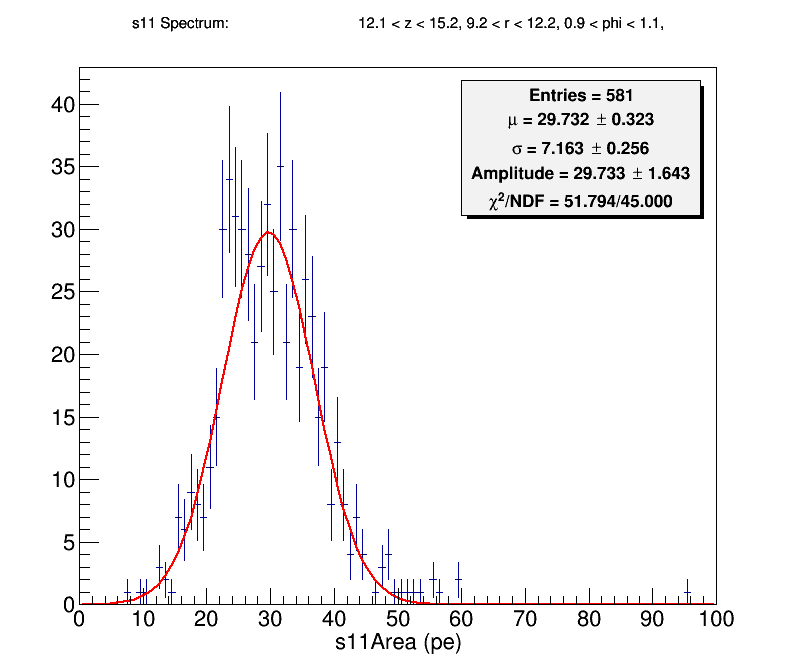 s11 Spectrum: 12.1 < z < 15.2, 9.2 < r < 12.2, 0.9 < phi < 1.1,
Entries = 581
μ = 29.732 ± 0.323
σ = 7.163 ± 0.256
Amplitude = 29.733 ± 1.643
χ²/NDF = 51.794/45.000
40
35
30
25
20
15
10
5
0
0 10 20 30 40 50 60 70 80 90 100
s11Area (pe)